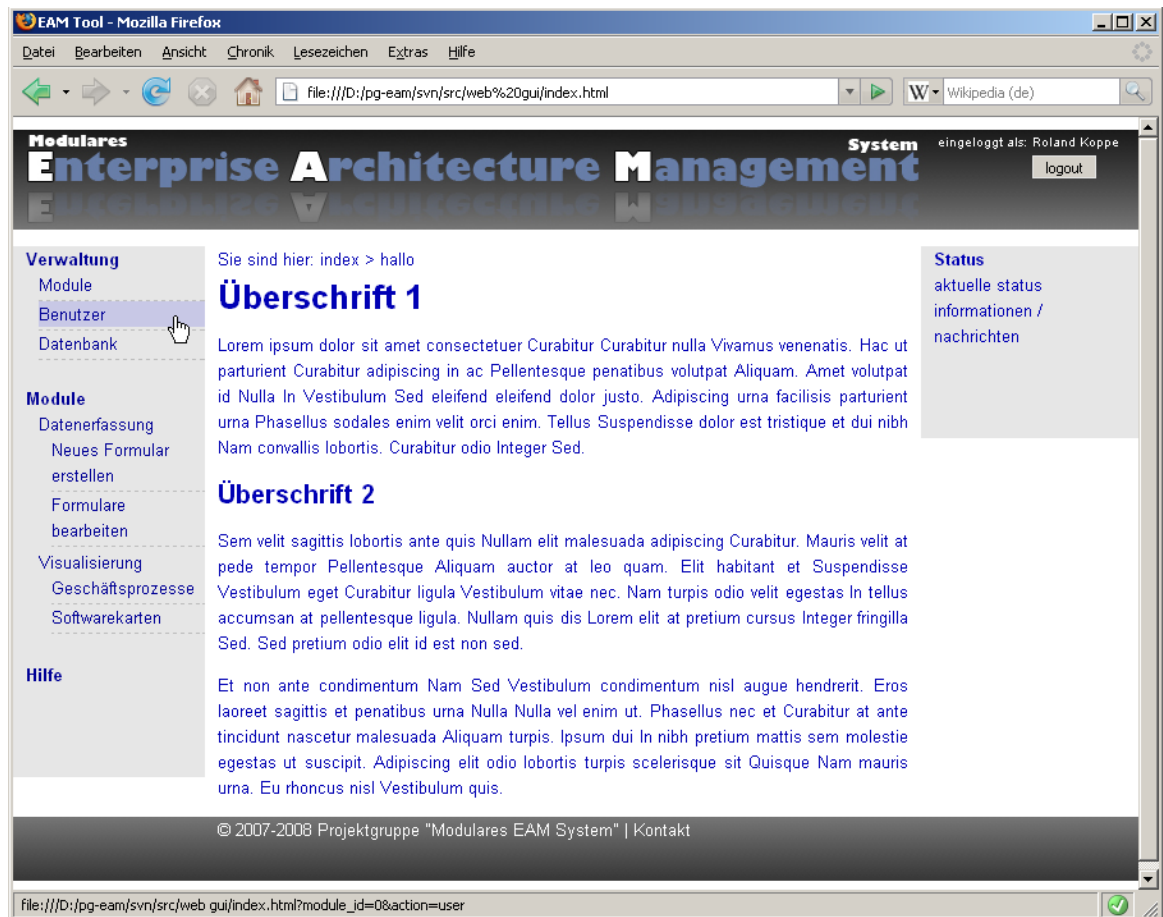 EAM Tool - Mozilla Firefox
Datei Bearbeiten Ansicht Chronik Lesezeichen Extras Hilfe
file:///D:/pg-eam/svn/src/web%20gui/index.html
W Wikipedia (de)
Modulares
System
Enterprise Architecture Management
eingeloggt als: Roland Koppe
logout
Verwaltung
Module
Benutzer
Datenbank
Module
Datenerfassung
Neues Formular
erstellen
Formulare
bearbeiten
Visualisierung
Geschäftsprozesse
Softwarekarten
Hilfe
Sie sind hier: index > hallo
Überschrift 1
Lorem ipsum dolor sit amet consectetuer Curabitur Curabitur nulla Vivamus venenatis. Hac ut
parturient Curabitur adipiscing in ac Pellentesque penatibus volutpat Aliquam. Amet volutpat
id Nulla In Vestibulum Sed eleifend eleifend dolor justo. Adipiscing urna facilisis parturient
urna Phasellus sodales enim velit orci enim. Tellus Suspendisse dolor est tristique et dui nibh
Nam convallis lobortis. Curabitur odio Integer Sed.
Überschrift 2
Sem velit sagittis lobortis ante quis Nullam elit malesuada adipiscing Curabitur. Mauris velit at
pede tempor Pellentesque Aliquam auctor at leo quam. Elit habitant et Suspendisse
Vestibulum eget Curabitur ligula Vestibulum vitae nec. Nam turpis odio velit egestas In tellus
accumsan at pellentesque ligula. Nullam quis dis Lorem elit at pretium cursus Integer fringilla
Sed. Sed pretium odio elit id est non sed.
Et non ante condimentum Nam Sed Vestibulum condimentum nisl augue hendrerit. Eros
laoreet sagittis et penatibus urna Nulla Nulla vel enim ut. Phasellus nec et Curabitur at ante
tincidunt nascetur malesuada Aliquam turpis. Ipsum dui In nibh pretium mattis sem molestie
egestas ut suscipit. Adipiscing elit odio lobortis turpis scelerisque sit Quisque Nam mauris
urna. Eu rhoncus nisl Vestibulum quis.
Status
aktuelle status
informationen /
nachrichten
© 2007-2008 Projektgruppe "Modulares EAM System" | Kontakt
file:///D:/pg-eam/svn/src/web gui/index.html?module_id=0&action=user